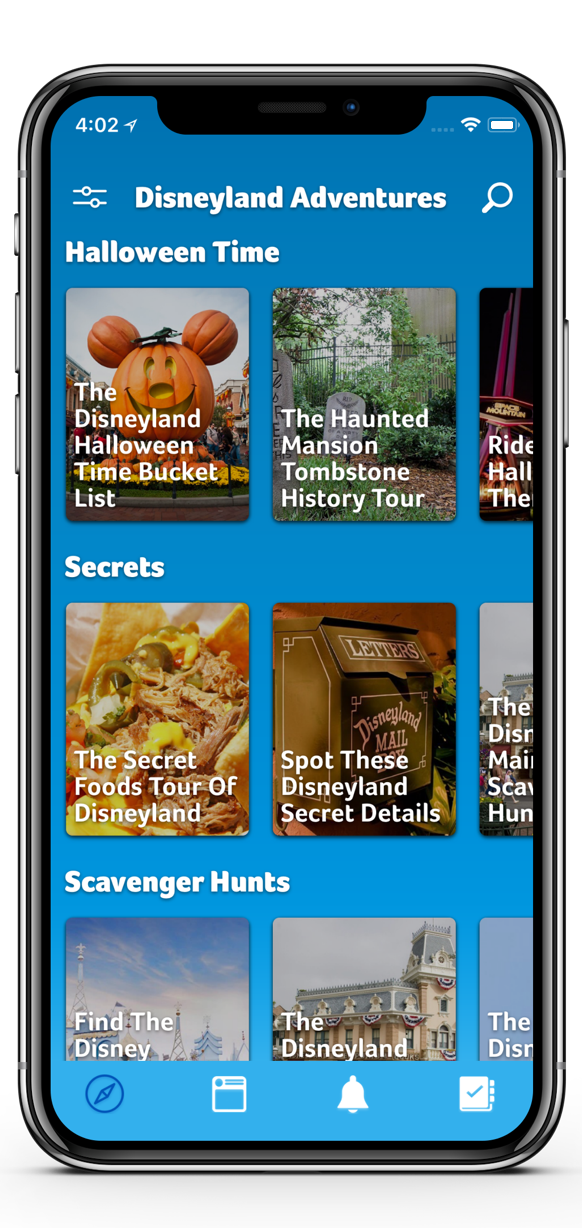 4:02
Disneyland Adventures
Halloween Time
The
Disneyland
Halloween
Time Bucket
List
The Haunted
Mansion
Tombstone
History Tour
SPACE
MOUNTAIN
Ride
Hall
The
Secrets
The Secret
Foods Tour Of
Disneyland
LETTERS
Disneyland
MAIL
BOX
Spot These
Disneyland
Secret Details
The
Disn
Mai
Scav
Hun
Scavenger Hunts
Find The
Disney
The
Disneyland
The
Disn